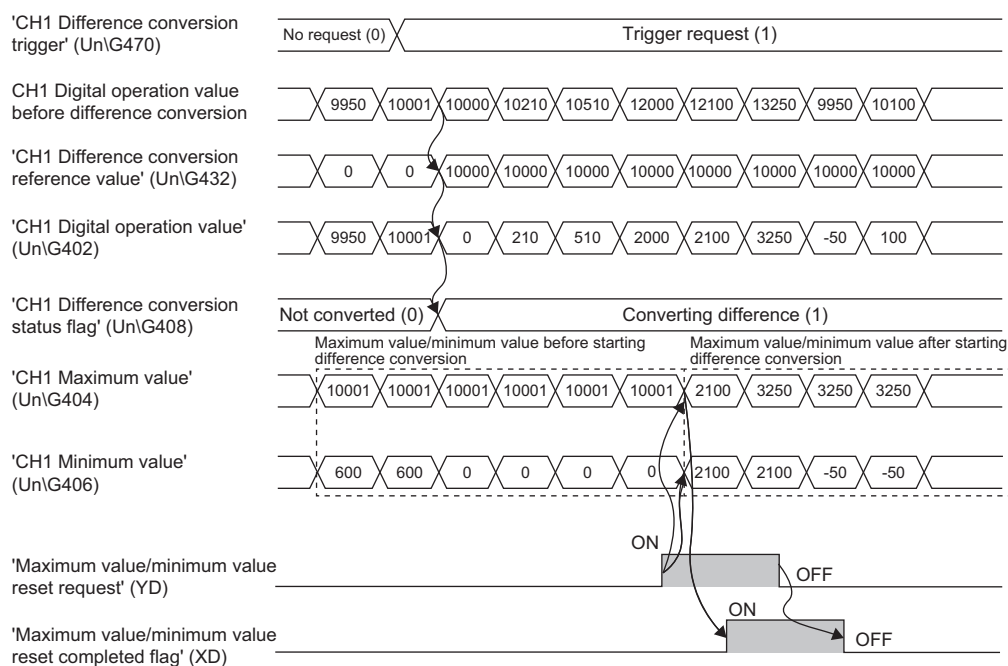 'CH1 Difference conversion
trigger' (Un\G470)
No request (0)
Trigger request (1)
CH1 Digital operation value
before difference conversion
9950 10001 10000 10210 10510 12000 12100 13250 9950 10100
'CH1 Difference conversion
reference value' (Un\G432)
0 0 10000 10000 10000 10000 10000 10000 10000 10000
'CH1 Digital operation value'
(Un\G402)
9950 10001 0 210 510 2000 2100 3250 -50 100
'CH1 Difference conversion
status flag' (Un\G408)
Not converted (0)
Converting difference (1)
Maximum value/minimum value before starting
difference conversion
Maximum value/minimum value after starting
difference conversion
'CH1 Maximum value'
(Un\G404)
10001 10001 10001 10001 10001 10001 2100 3250 3250 3250
'CH1 Minimum value'
(Un\G406)
600 600 0 0 0 0 2100 2100 -50 -50
ON
'Maximum value/minimum value
reset request' (YD)
OFF
ON
'Maximum value/minimum value
reset completed flag' (XD)
OFF